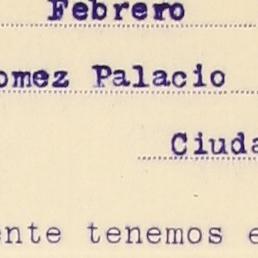 Febrero
omez Palacio
Ciuda
ente tenemos e